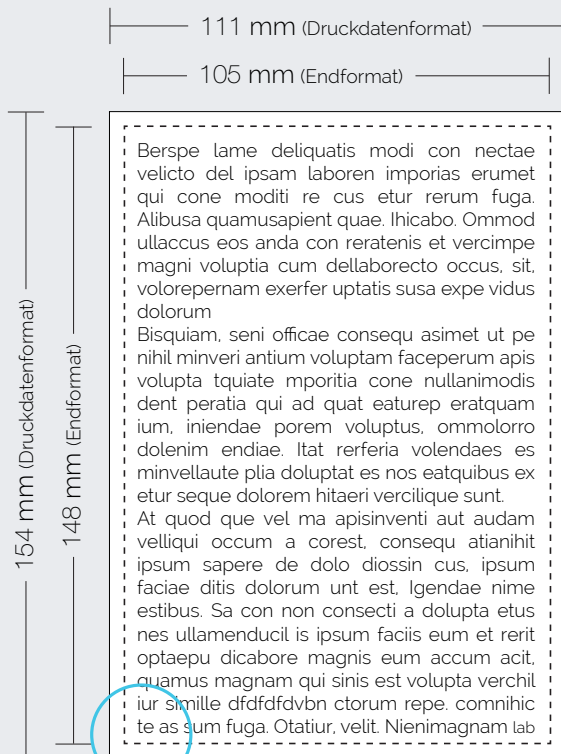 111 mm (Druckdatenformat)
105 mm (Endformat)
154 mm (Druckdatenformat)
148 mm (Endformat)
Berspe lame deliquatis modi con nectae
velicto del ipsam laboren imporias erumet
qui cone moditi re cus etur rerum fuga.
Alibusa quamusapient quae. Ihicabo. Ommod
ullaccus eos anda con reratenis et vercimpe
magni voluptia cum dellaborecto occus, sit,
volorepernam exerfer uptatis susa expe vidus
dolorum
Bisquiam, seni officae consequ asimet ut pe
nihil minveri antium voluptam faceperum apis
volupta tquiate mporitia cone nullanimodis
dent peratia qui ad quat eaturep eratquam
ium, iniendae porem voluptus, ommolorro
dolenim endiae. Itat rerferia volendaes es
minvellaute plia doluptat es nos eatquibus ex
etur seque dolorem hitaeri vercilique sunt.
At quod que vel ma apisinventi aut audam
velliqui occum a corest, consequ atianihit
ipsum sapere de dolo diossin cus, ipsum
faciae ditis dolorum unt est, Igendae nime
estibus. Sa con non consecti a dolupta etus
nes ullamenducil is ipsum faciis eum et rerit
optaepu dicabore magnis eum accum acit,
quamus magnam qui sinis est volupta verchil
iur simille dfdfdfdvbn ctorum repe. comnihic
te as sum fuga. Otatiur, velit. Nienimagnam lab